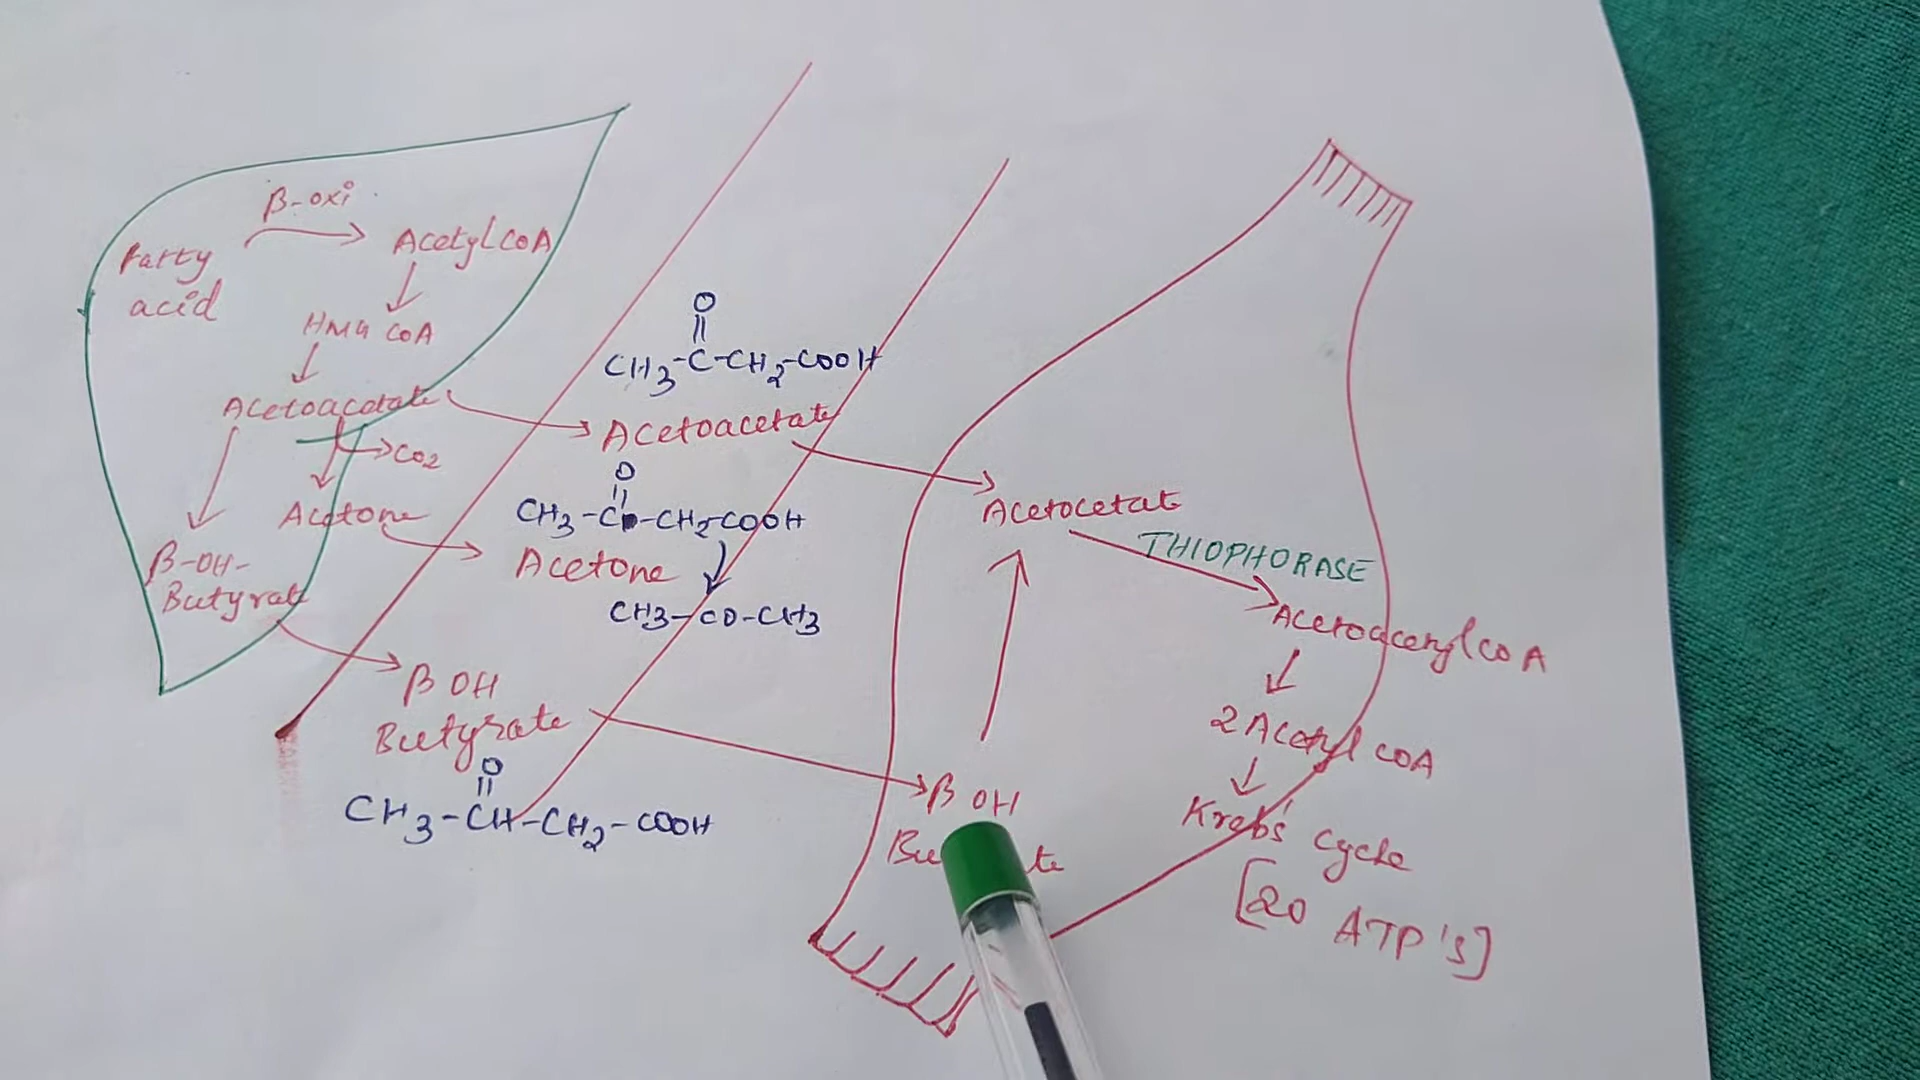 β-oxi
Fatty
acid
Acetyl CoA
HMG CoA
Acetoacetate
CO2
Acetone
β-OH-
Butyrat
O
||
CH3-C-CH2-COOH
Acetoacetate
O
||
CH3-C-CH2-COOH
Acetone
CH3-CO-CH3
β OH
Butyrate
O
||
CH3-CH-CH2-COOH
Acetocetat
THIOPHORASE
Acetoacetyl CoA
2 Acetyl CoA
Krebs' Cycle
[20 ATP's]
β OH